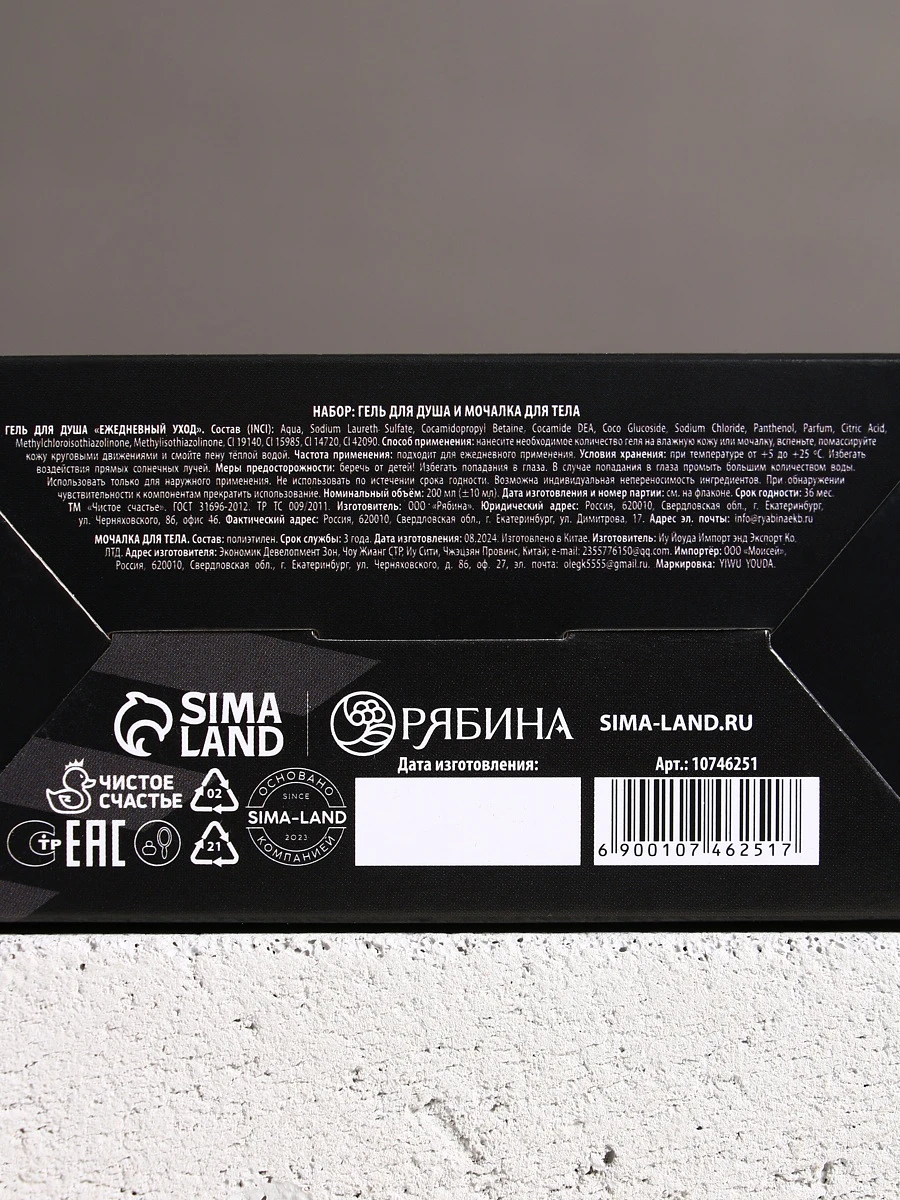 НАБОР: ГЕЛЬ ДЛЯ ДУША И МОЧАЛКА ДЛЯ ТЕЛА
ГЕЛЬ ДЛЯ ДУША «ЕЖЕДНЕВНЫЙ УХОД». Состав (INCI): Aqua, Sodium Laureth Sulfate, Cocamidopropyl Betaine, Cocamide DEA, Coco Glucoside, Sodium Chloride, Panthenol, Parfum, Citric Acid,
Methylchloroisothiazolinone, Methylisothiazolinone, CI 19140, CI 15985, CI 14720, CI 42090. Способ применения: нанесите необходимое количество геля на влажную кожу или мочалку, вспеньте, помассируйте
кожу круговыми движениями и смойте пену тёплой водой. Частота применения: подходит для ежедневного применения. Условия хранения: при температуре от +5 до +25 °C. Избегать
воздействия прямых солнечных лучей. Меры предосторожности: беречь от детей! Избегать попадания в глаза. В случае попадания в глаза промыть большим количеством воды.
Использовать только для наружного применения. Не использовать по истечении срока годности. Возможна индивидуальная непереносимость ингредиентов. При обнаружении
чувствительности к компонентам прекратить использование. Номинальный объём: 200 мл (±10 мл). Дата изготовления и номер партии: см. на флаконе. Срок годности: 36 мес.
ТМ «Чистое счастье». ГОСТ 31696-2012. ТР ТС 009/2011. Изготовитель: ООО «Рябина». Юридический адрес: Россия, 620010, Свердловская обл., г. Екатеринбург,
ул. Черняховского, 86, офис 46. Фактический адрес: Россия, 620010, Свердловская обл., г. Екатеринбург, ул. Димитрова, 17. Адрес эл. почты: info@ryabinaekb.ru
МОЧАЛКА ДЛЯ ТЕЛА. Состав: полиэтилен. Срок службы: 3 года. Дата изготовления: 08.2024. Изготовлено в Китае. Изготовитель: Иу Йоуда Импорт энд Экспорт Ко.
ЛТД. Адрес изготовителя: Экономик Девелопмент Зон, Чоу Жианг СТР, Иу Сити, Чжэцзян Провинс, Китай; e-mail: 2355776150@qq.com. Импортёр: ООО «Моисей»,
Россия, 620010, Свердловская обл., г. Екатеринбург, ул. Черняховского, д. 86, оф. 27, эл. почта: olegk5555@gmail.ru. Маркировка: YIWU YOUDA.
SIMA LAND
РЯБИНА
SIMA-LAND.RU
Дата изготовления:
Арт.: 10746251
ЧИСТОЕ
СЧАСТЬЕ
02
ОСНОВАНО
SINCE
SIMA-LAND
2023
КОМПАНИЕЙ
СТР
EAC
21
6 900107 462517